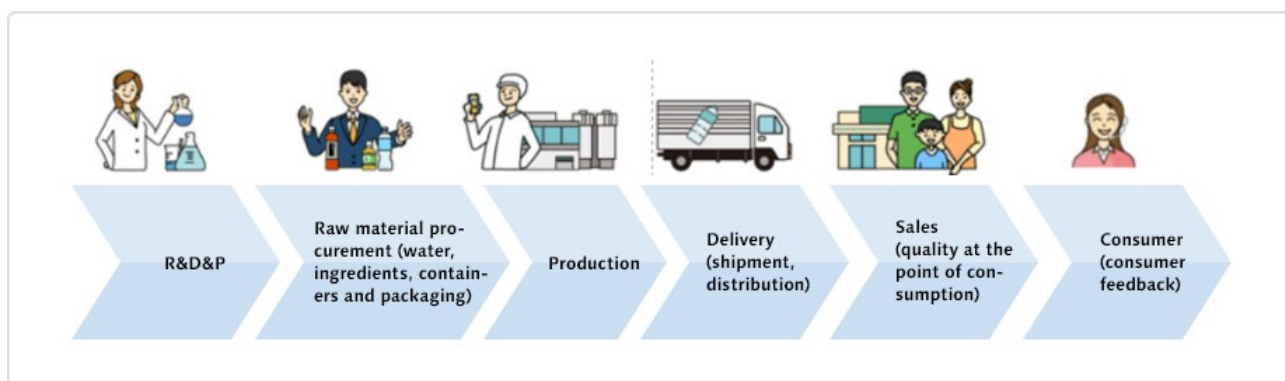 R&D&P
Raw material pro-
curement (water,
ingredients, contain-
ers and packaging)
Production
Delivery
(shipment,
distribution)
Sales
(quality at the
point of con-
sumption)
Consumer
(consumer
feedback)